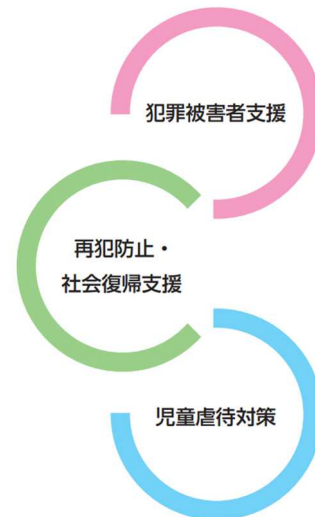 犯罪被害者支援
再犯防止・
社会復帰支援
児童虐待対策